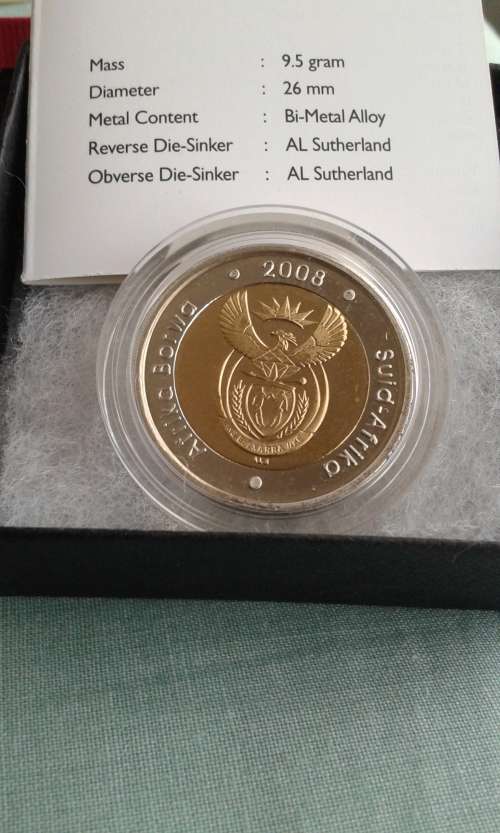 Mass : 9.5 gram
Diameter : 26 mm
Metal Content : Bi-Metal Alloy
Reverse Die-Sinker : AL Sutherland
Obverse Die-Sinker : AL Sutherland
2008
Afrika Borwa
Suid-Afrika
ALS